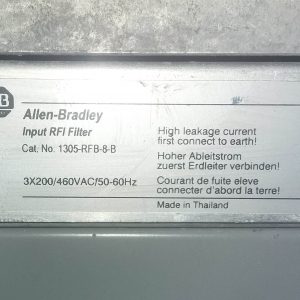 B
Allen-Bradley
Input RFI Filter
Cat. No. 1305-RFB-8-B
3X200/460VAC/50-60Hz
High leakage current
first connect to earth!
Hoher Ableitstrom
zuerst Erdleiter verbinden!
Courant de fuite eleve
connecter d'abord la terre!
Made in Thailand